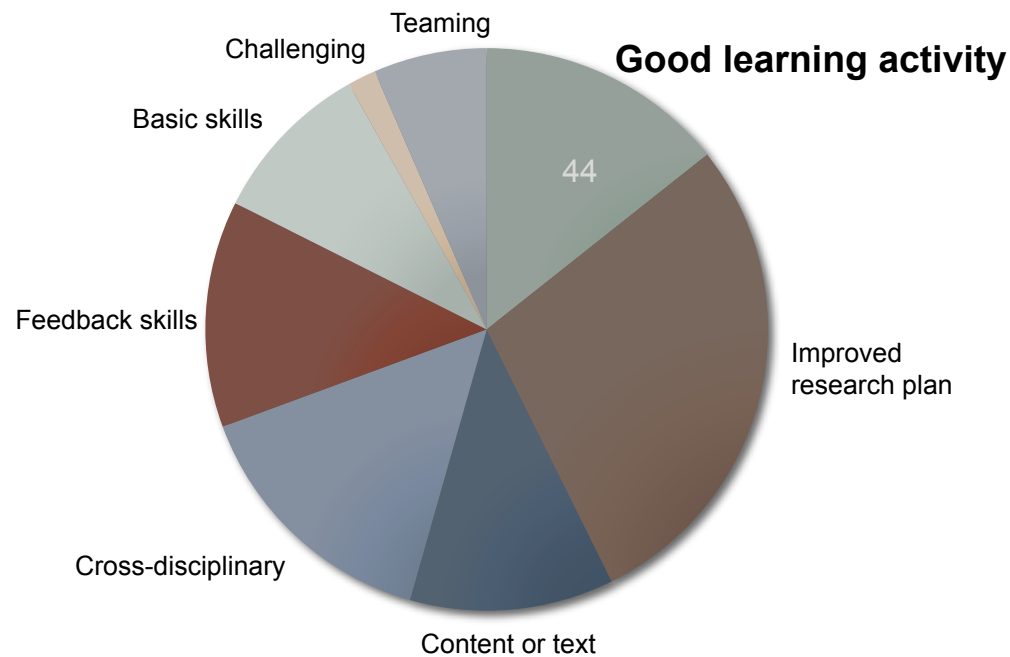 Teaming
Challenging
Good learning activity
Basic skills
44
Feedback skills
Improved
research plan
Cross-disciplinary
Content or text